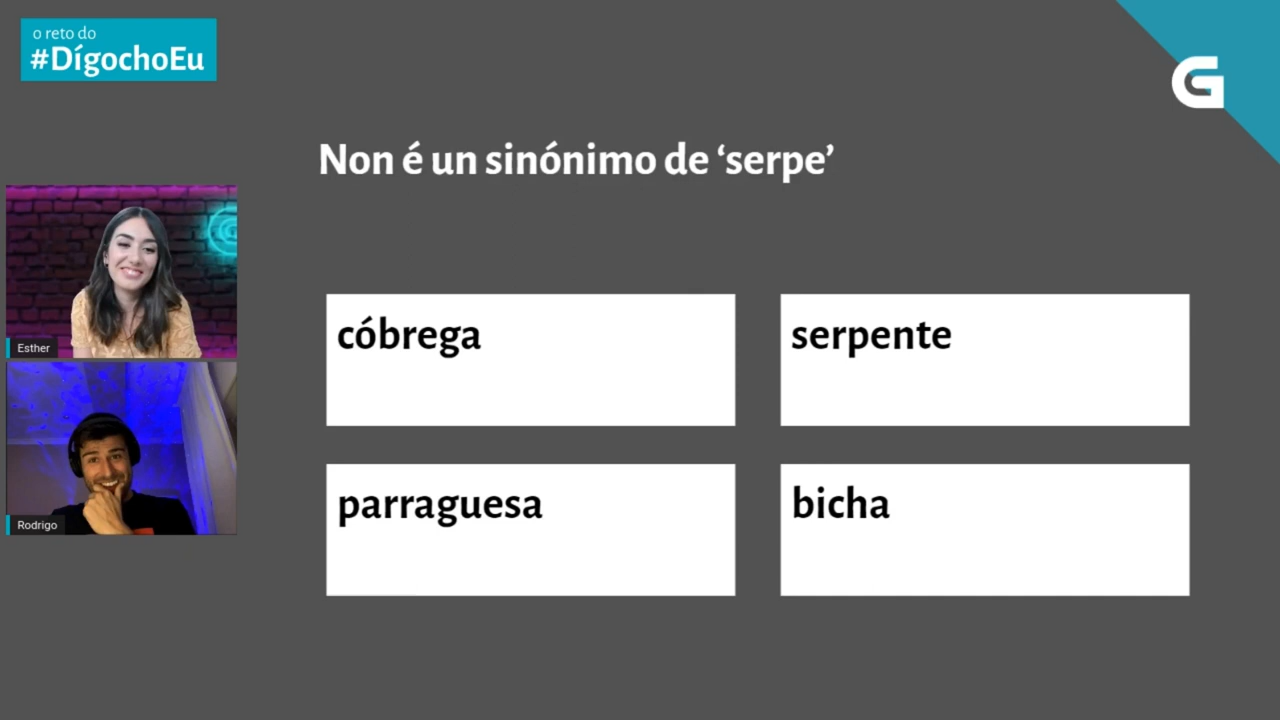 o reto do
#DígochoEu
G
Non é un sinónimo de ‘serpe’
Esther
Rodrigo
cóbrega
serpente
parraguesa
bicha